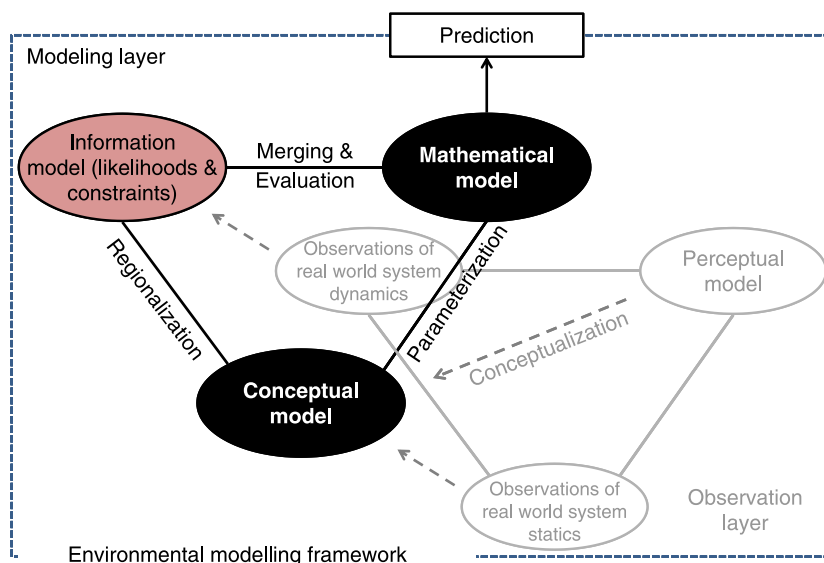 Prediction
Modeling layer
Information
model (likelihoods &
constraints)
Merging &
Evaluation
Mathematical
model
Observations of
real world system
dynamics
Perceptual
model
Regionalization
Parameterization
Conceptualization
Conceptual
model
Observations of
real world system
statics
Observation
layer
Environmental modelling framework